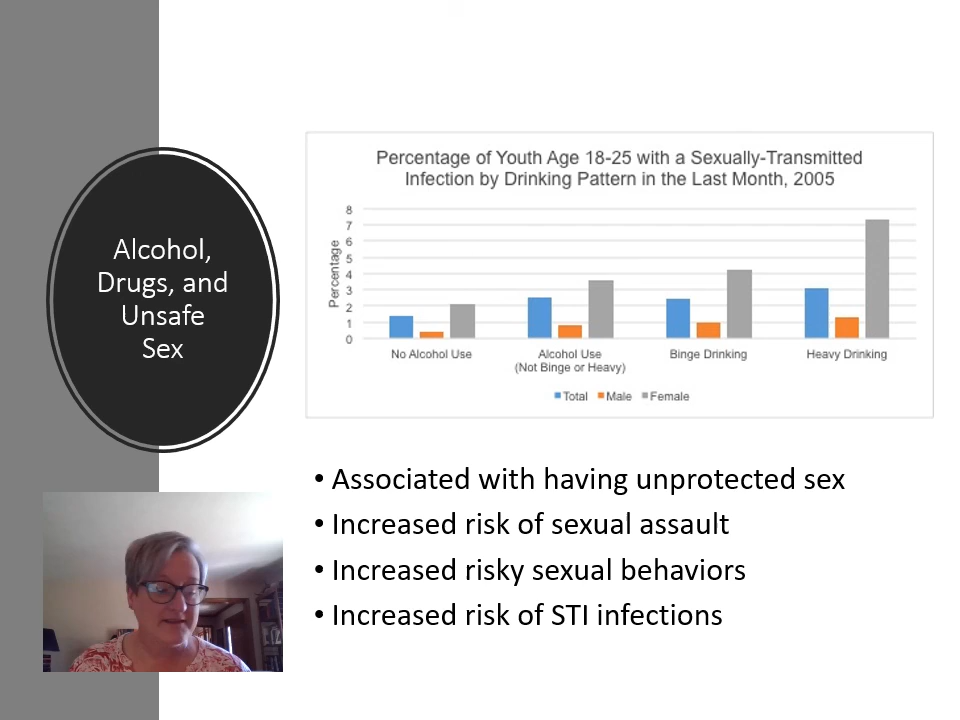 Alcohol,
Drugs, and
Unsafe
Sex
Percentage of Youth Age 18-25 with a Sexually-Transmitted
Infection by Drinking Pattern in the Last Month, 2005
Percentage
8
7
6
5
4
3
2
1
0
No Alcohol Use
Alcohol Use
(Not Binge or Heavy)
Binge Drinking
Heavy Drinking
Total Male Female
• Associated with having unprotected sex
• Increased risk of sexual assault
• Increased risky sexual behaviors
• Increased risk of STI infections